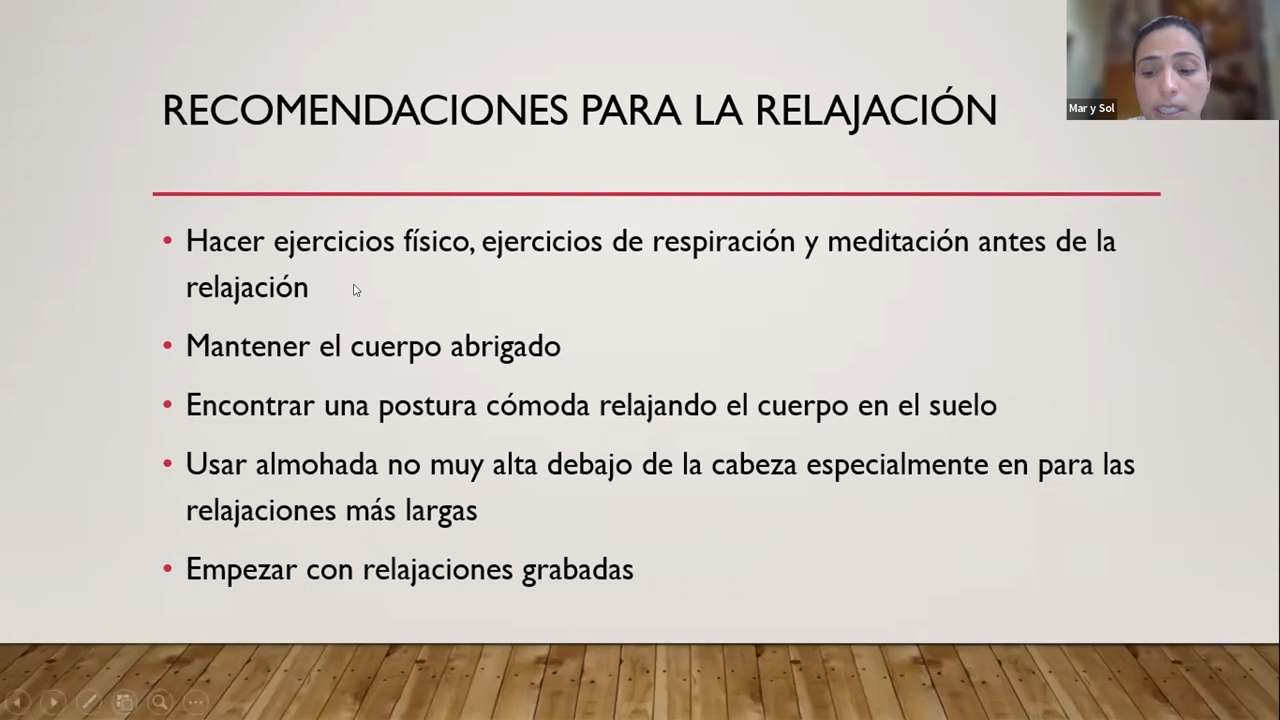 RECOMENDACIONES PARA LA RELAJACIÓN
Mar y Sol
• Hacer ejercicios físico, ejercicios de respiración y meditación antes de la
relajación
• Mantener el cuerpo abrigado
• Encontrar una postura cómoda relajando el cuerpo en el suelo
• Usar almohada no muy alta debajo de la cabeza especialmente en para las
relajaciones más largas
• Empezar con relajaciones grabadas